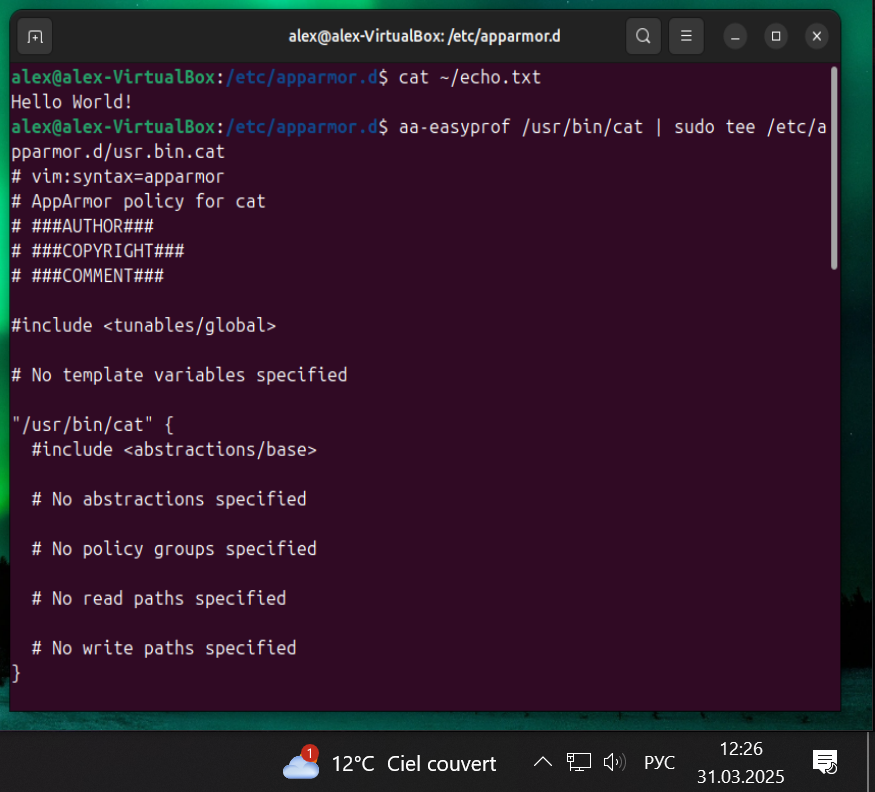 alex@alex-VirtualBox: /etc/apparmor.d
alex@alex-VirtualBox:/etc/apparmor.d$ cat ~/echo.txt
Hello World!
alex@alex-VirtualBox:/etc/apparmor.d$ aa-easyprof /usr/bin/cat | sudo tee /etc/a
pparmor.d/usr.bin.cat
# vim:syntax=apparmor
# AppArmor policy for cat
# ###AUTHOR###
# ###COPYRIGHT###
# ###COMMENT###
#include <tunables/global>
# No template variables specified
"/usr/bin/cat" {
  #include <abstractions/base>
  # No abstractions specified
  # No policy groups specified
  # No read paths specified
  # No write paths specified
}
1
12°C Ciel couvert
РУС
12:26
31.03.2025